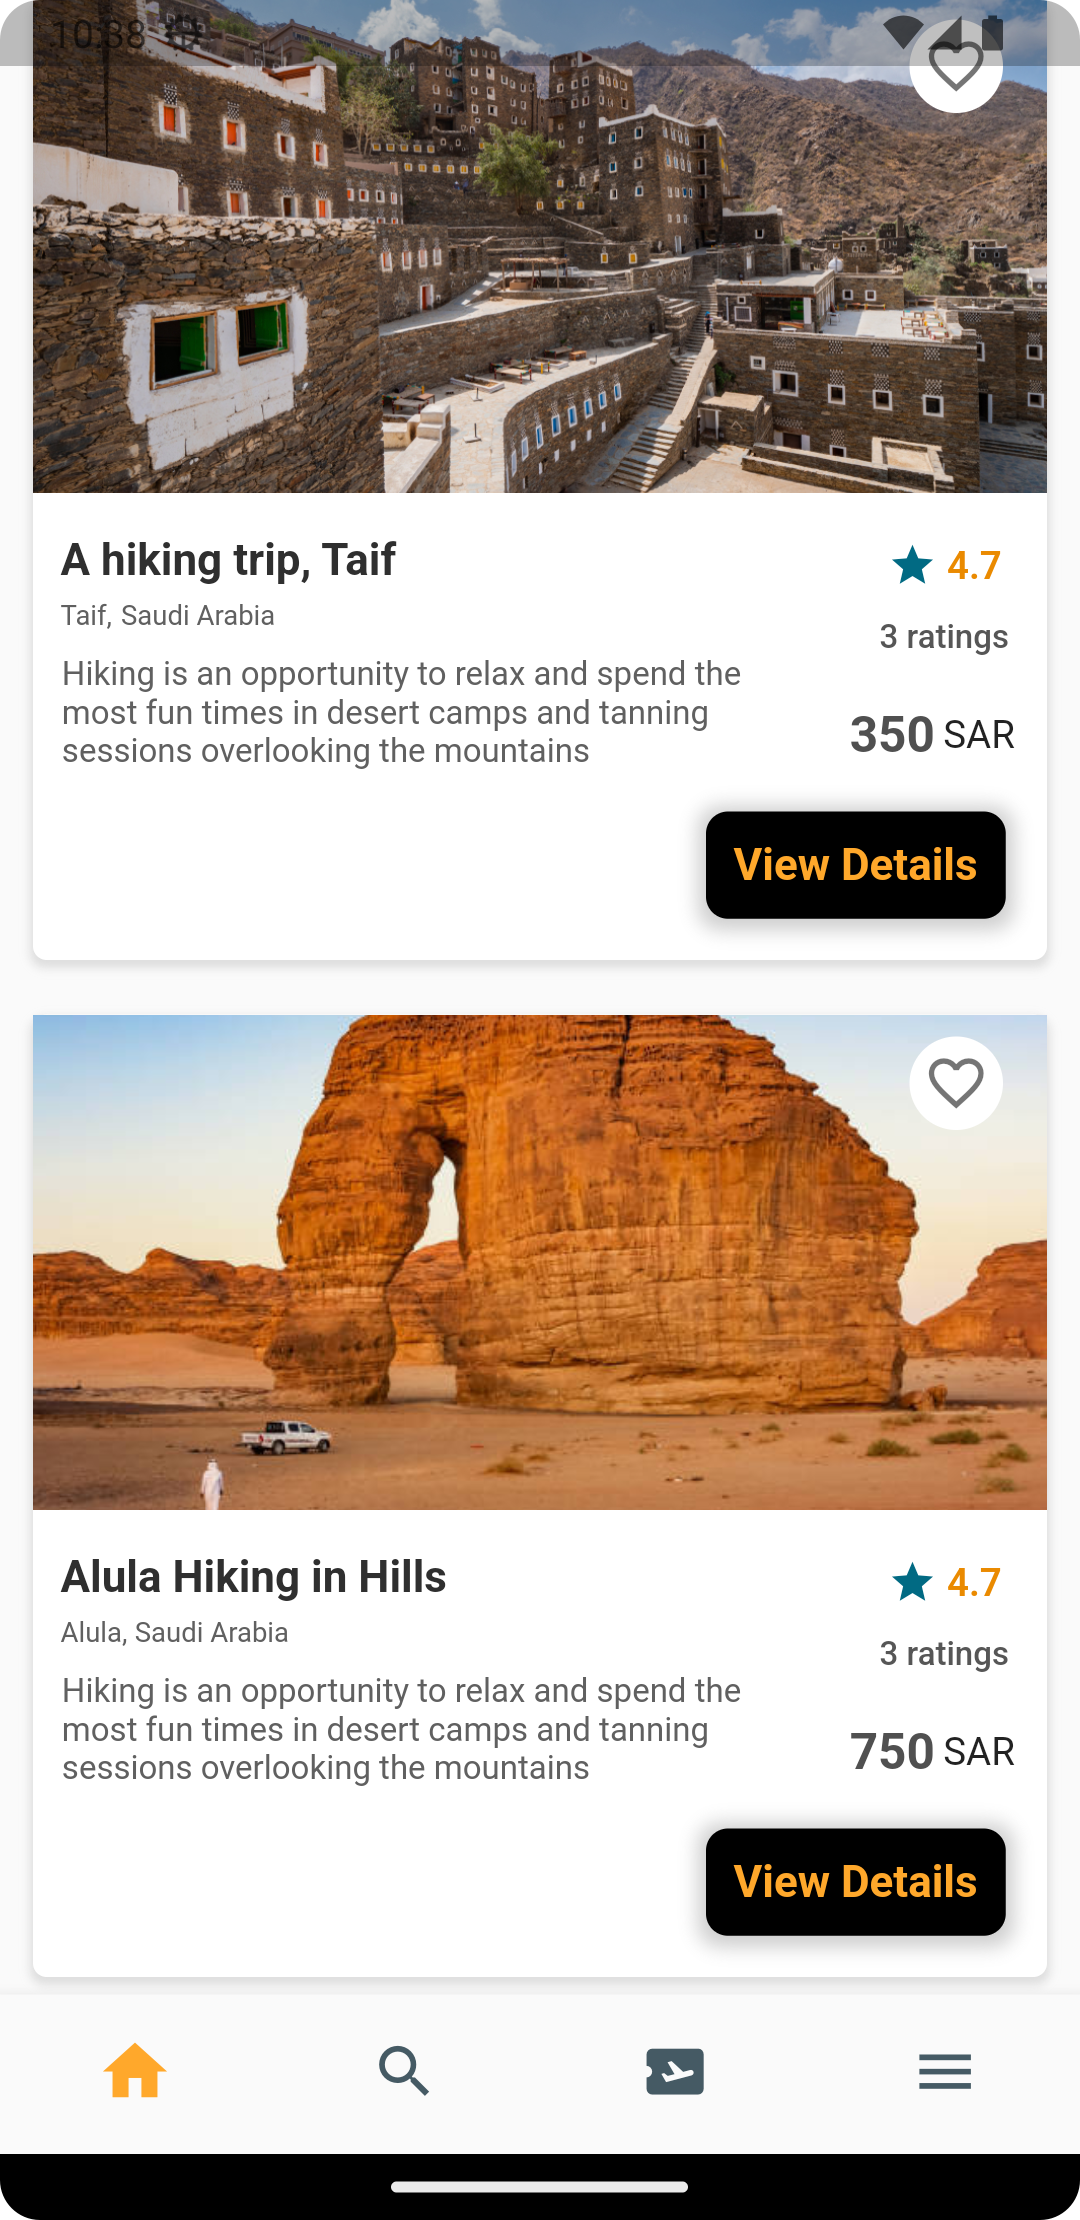 10:38
A hiking trip, Taif
4.7
Taif, Saudi Arabia
3 ratings
Hiking is an opportunity to relax and spend the
most fun times in desert camps and tanning
sessions overlooking the mountains
350 SAR
View Details
Alula Hiking in Hills
4.7
Alula, Saudi Arabia
3 ratings
Hiking is an opportunity to relax and spend the
most fun times in desert camps and tanning
sessions overlooking the mountains
750 SAR
View Details